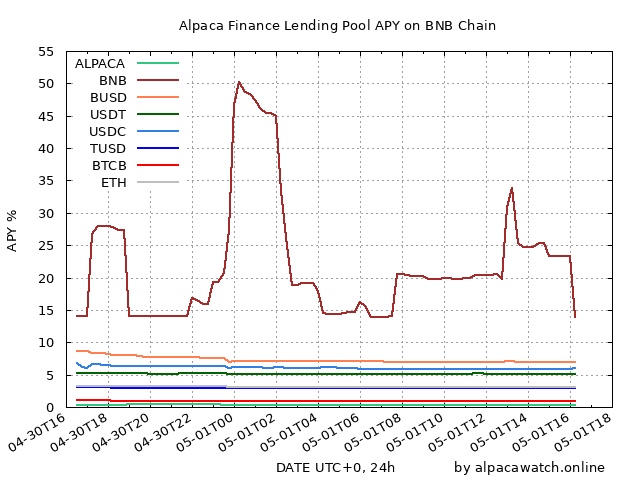 Alpaca Finance Lending Pool APY on BNB Chain
APY %
55
50
45
40
35
30
25
20
15
10
5
0
ALPACA
BNB
BUSD
USDT
USDC
TUSD
BTCB
ETH
04-30T16
04-30T18
04-30T20
04-30T22
05-01T00
05-01T02
05-01T04
05-01T06
05-01T08
05-01T10
05-01T12
05-01T14
05-01T16
05-01T18
DATE UTC+0, 24h
by alpacawatch.online